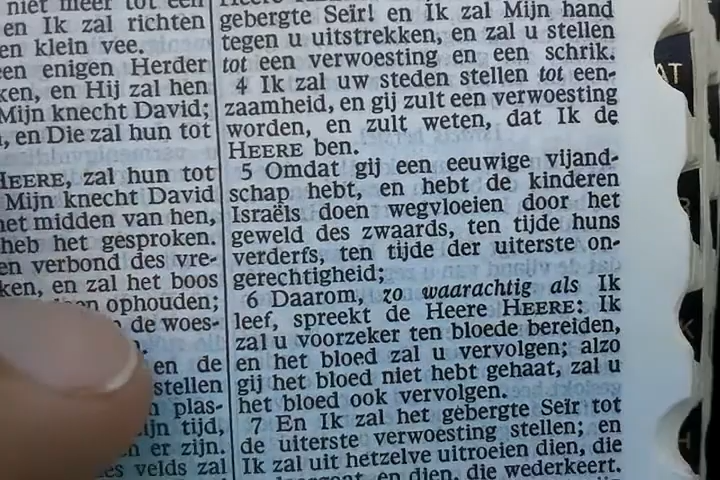 niet meer tot een
en Ik zal richten
en klein vee.
een enigen Herder
ken, en Hij zal hen
Mijn knecht David;
, en Die zal hun tot
HEERE, zal hun tot
Mijn knecht David
het midden van hen,
heb het gesproken.
en verbond des vre-
ken, en zal het boos
ophouden;
de woes-
en de
stellen
plas-
ijn tijd,
n er zijn.
es velds zal
gebergte Seïr! en Ik zal Mijn hand
tegen u uitstrekken, en zal u stellen
tot een verwoesting en een schrik.
4 Ik zal uw steden stellen tot een-
zaamheid, en gij zult een verwoesting
worden, en zult weten, dat Ik de
HEERE ben.
5 Omdat gij een eeuwige vijand-
schap hebt, en hebt de kinderen
Israëls doen wegvloeien door het
geweld des zwaards, ten tijde huns
verderfs, ten tijde der uiterste on-
gerechtigheid;
6 Daarom, zo waarachtig als Ik
leef, spreekt de Heere HEERE: Ik
zal u voorzeker ten bloede bereiden,
en het bloed zal u vervolgen; alzo
gij het bloed niet hebt gehaat, zal u
het bloed ook vervolgen.
7 En Ik zal het gebergte Seïr tot
de uiterste verwoesting stellen; en
Ik zal uit hetzelve uitroeien dien, die
en dien, die wederkeert.
AT
K
H